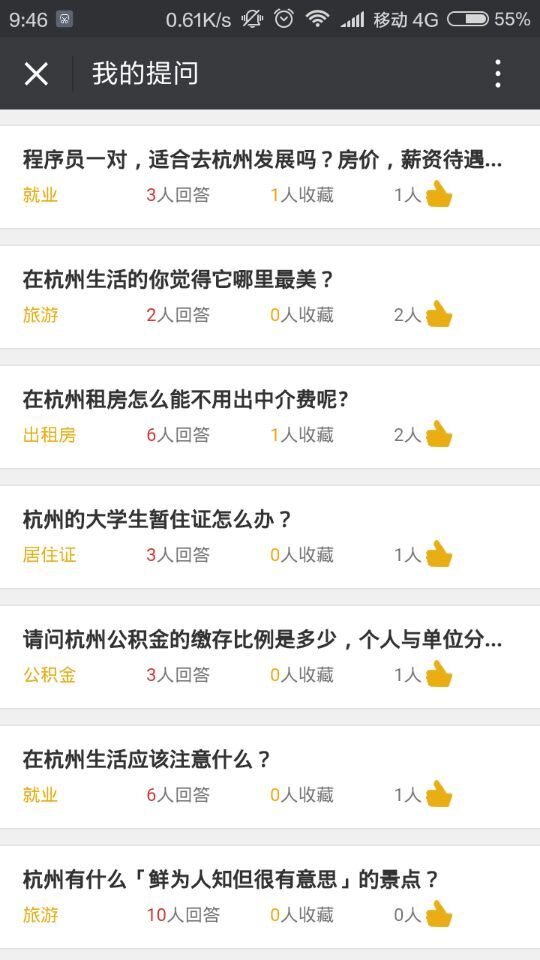 9:46 0.61K/s 移动 4G 55%
我的提问
程序员一对，适合去杭州发展吗？房价，薪资待遇...
就业 3人回答 1人收藏 1人
在杭州生活的你觉得它哪里最美？
旅游 2人回答 0人收藏 2人
在杭州租房怎么能不用出中介费呢?
出租房 6人回答 1人收藏 2人
杭州的大学生暂住证怎么办？
居住证 3人回答 0人收藏 1人
请问杭州公积金的缴存比例是多少，个人与单位分...
公积金 3人回答 0人收藏 1人
在杭州生活应该注意什么？
就业 6人回答 0人收藏 1人
杭州有什么「鲜为人知但很有意思」的景点？
旅游 10人回答 0人收藏 0人